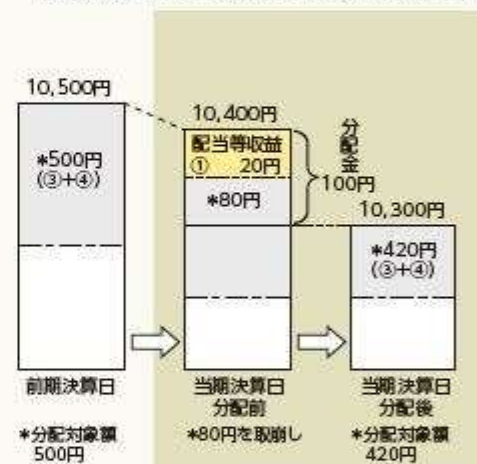 10,500円
*500円
(③+④)
前期決算日
*分配対象額
500円
10,400円
配当等収益
① 20円
*80円
分配金
100円
当期決算日
分配前
*80円を取崩し
10,300円
*420円
(③+④)
当期決算日
分配後
*分配対象額
420円